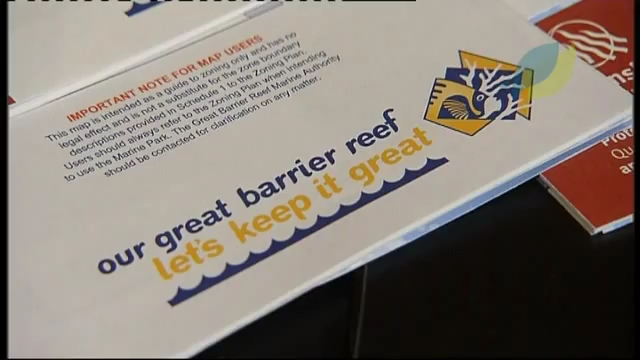 IMPORTANT NOTE FOR MAP USERS
This map is intended as a guide to zoning only and has no
legal effect and is not a substitute for the zone boundary
descriptions provided in Schedule 1 to the Zoning Plan.
Users should always refer to the Zoning Plan when intending
to use the Marine Park. The Great Barrier Reef Marine Authority
should be contacted for clarification on any matter.
our great barrier reef
let's keep it great